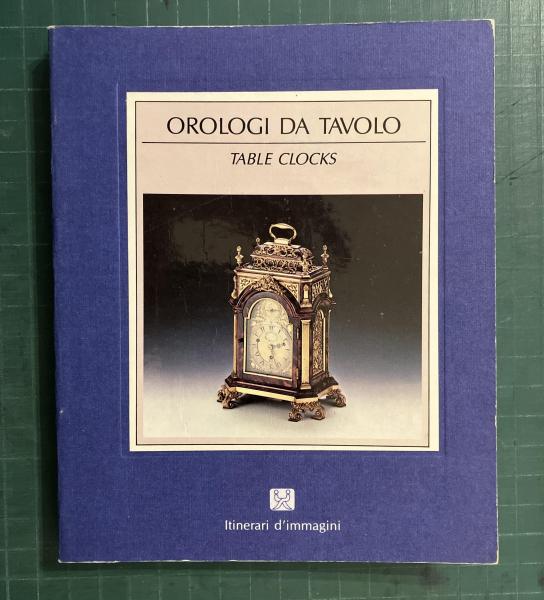 OROLOGI DA TAVOLO
TABLE CLOCKS
Itinerari d'immagini